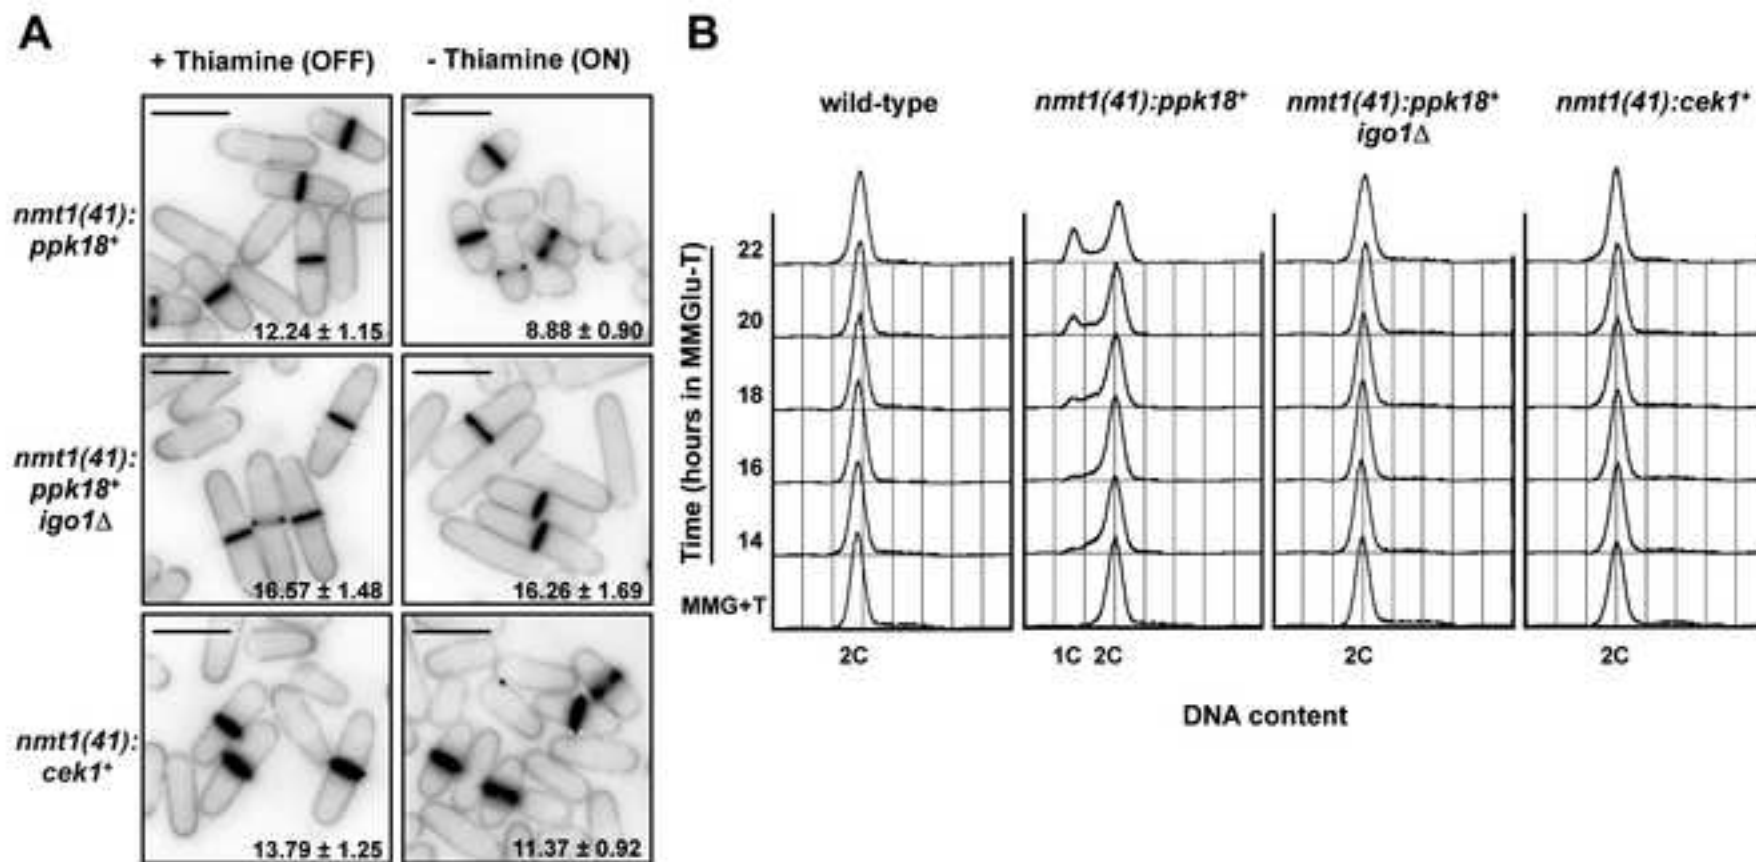 A
+ Thiamine (OFF)
- Thiamine (ON)
nmt1(41):
ppk18⁺
12.24 ± 1.15
8.88 ± 0.90
nmt1(41):
ppk18⁺
igo1Δ
16.57 ± 1.48
16.26 ± 1.69
nmt1(41):
cek1⁺
13.79 ± 1.25
11.37 ± 0.92
B
wild-type
nmt1(41):ppk18⁺
nmt1(41):ppk18⁺
igo1Δ
nmt1(41):cek1⁺
Time (hours in MMGlu-T)
22
20
18
16
14
MMG+T
2C
1C 2C
2C
2C
DNA content